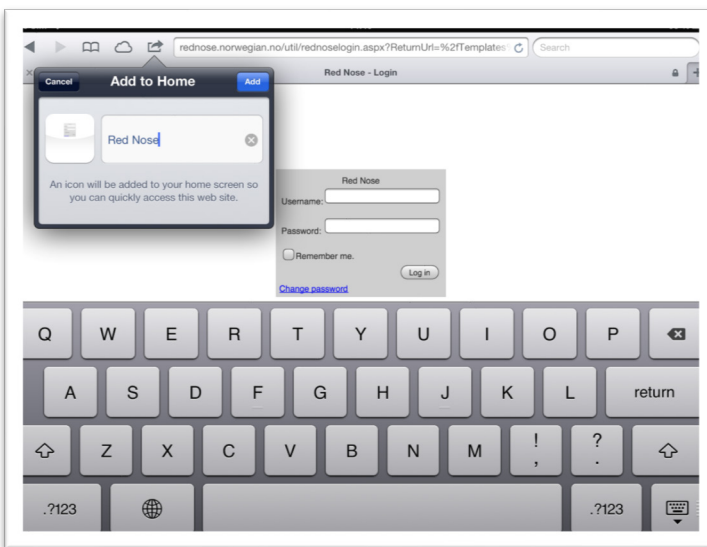 rednose.norwegian.no/util/rednoselogin.aspx?ReturnUrl=%2fTemplates
Search
Red Nose - Login
Cancel Add to Home Add
Red Nose
An icon will be added to your home screen so
you can quickly access this web site.
Red Nose
Username:
Password:
Remember me.
Log in
Change password
Q W E R T Y U I O P
A S D F G H J K L return
Z X C V B N M ! , ? .
.?123 .?123